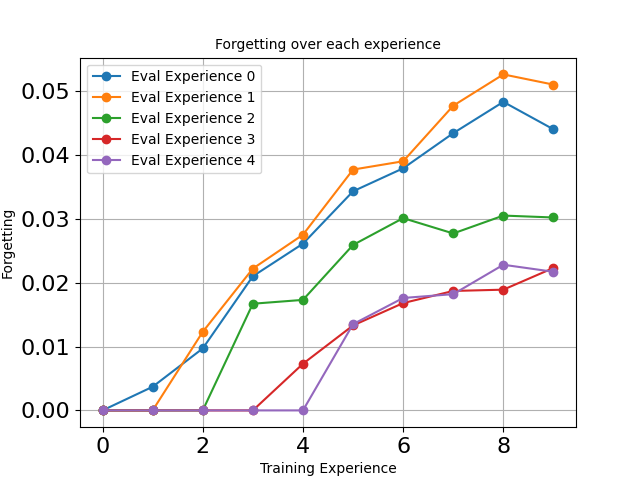 Forgetting over each experience
Eval Experience 0
Eval Experience 1
Eval Experience 2
Eval Experience 3
Eval Experience 4
0.05
0.04
0.03
0.02
0.01
0.00
Forgetting
0 2 4 6 8
Training Experience